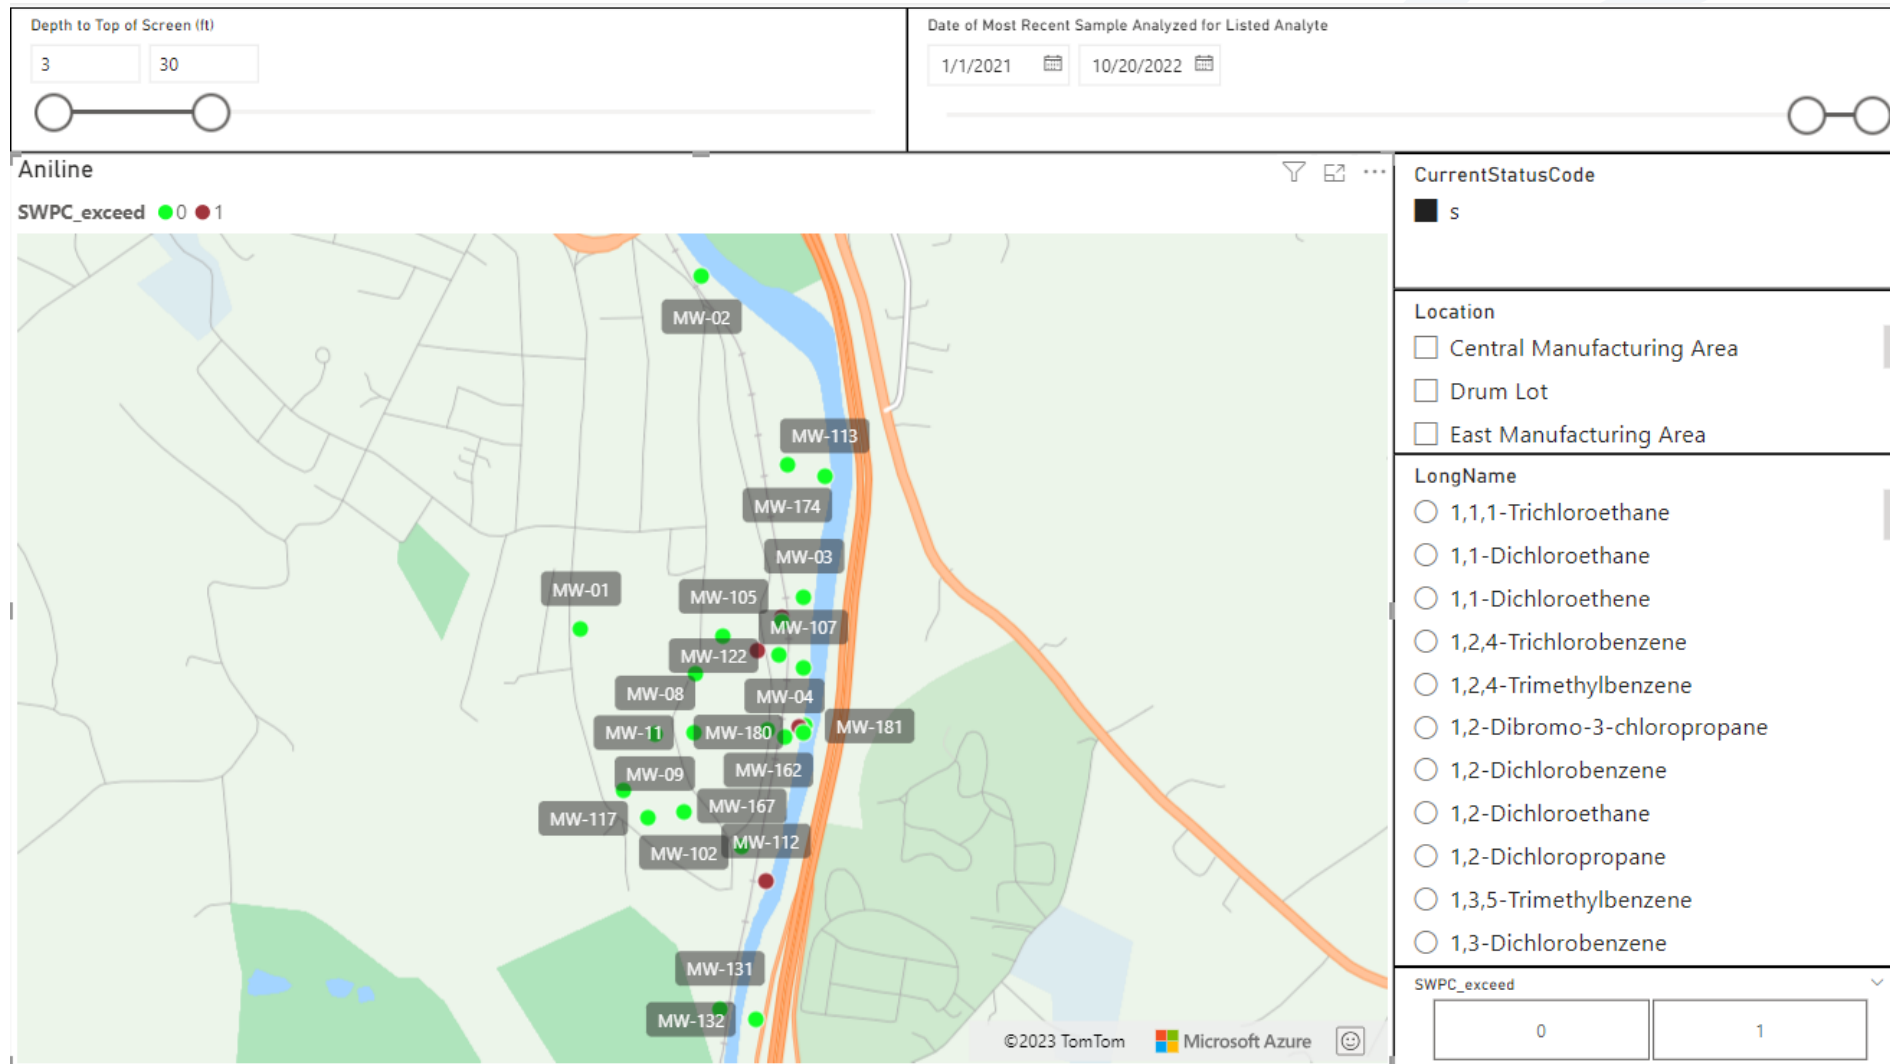 Depth to Top of Screen (ft)
3
30
Date of Most Recent Sample Analyzed for Listed Analyte
1/1/2021
10/20/2022
Aniline
SWPC_exceed 0 1
MW-02
MW-113
MW-174
MW-03
MW-01
MW-105
MW-107
MW-122
MW-08
MW-04
MW-11
MW-180
MW-181
MW-09
MW-162
MW-117
MW-167
MW-102
MW-112
MW-131
MW-132
©2023 TomTom
Microsoft Azure
CurrentStatusCode
s
Location
Central Manufacturing Area
Drum Lot
East Manufacturing Area
LongName
1,1,1-Trichloroethane
1,1-Dichloroethane
1,1-Dichloroethene
1,2,4-Trichlorobenzene
1,2,4-Trimethylbenzene
1,2-Dibromo-3-chloropropane
1,2-Dichlorobenzene
1,2-Dichloroethane
1,2-Dichloropropane
1,3,5-Trimethylbenzene
1,3-Dichlorobenzene
SWPC_exceed
0
1